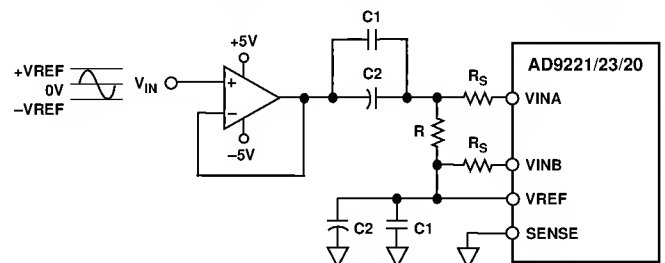 C1
+5V
AD9221/23/20
+VREF
0V
–VREF
VIN
+
–
C2
RS
VINA
R
RS
–5V
VINB
VREF
C2
C1
SENSE